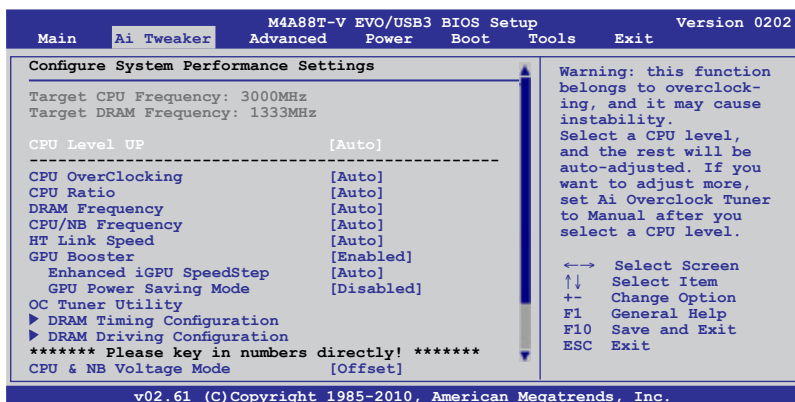 M4A88T-V EVO/USB3 BIOS Setup Version 0202
Main Ai Tweaker Advanced Power Boot Tools Exit
Configure System Performance Settings
Target CPU Frequency: 3000MHz
Target DRAM Frequency: 1333MHz
CPU Level UP [Auto]
--------------------------------------------------
CPU OverClocking [Auto]
CPU Ratio [Auto]
DRAM Frequency [Auto]
CPU/NB Frequency [Auto]
HT Link Speed [Auto]
GPU Booster [Enabled]
Enhanced iGPU SpeedStep [Auto]
GPU Power Saving Mode [Disabled]
OC Tuner Utility
▶ DRAM Timing Configuration
▶ DRAM Driving Configuration
******* Please key in numbers directly! *******
CPU & NB Voltage Mode [Offset]
Warning: this function
belongs to overclock-
ing, and it may cause
instability.
Select a CPU level,
and the rest will be
auto-adjusted. If you
want to adjust more,
set Ai Overclock Tuner
to Manual after you
select a CPU level.
←→ Select Screen
↑↓ Select Item
+- Change Option
F1 General Help
F10 Save and Exit
ESC Exit
v02.61 (C)Copyright 1985-2010, American Megatrends, Inc.